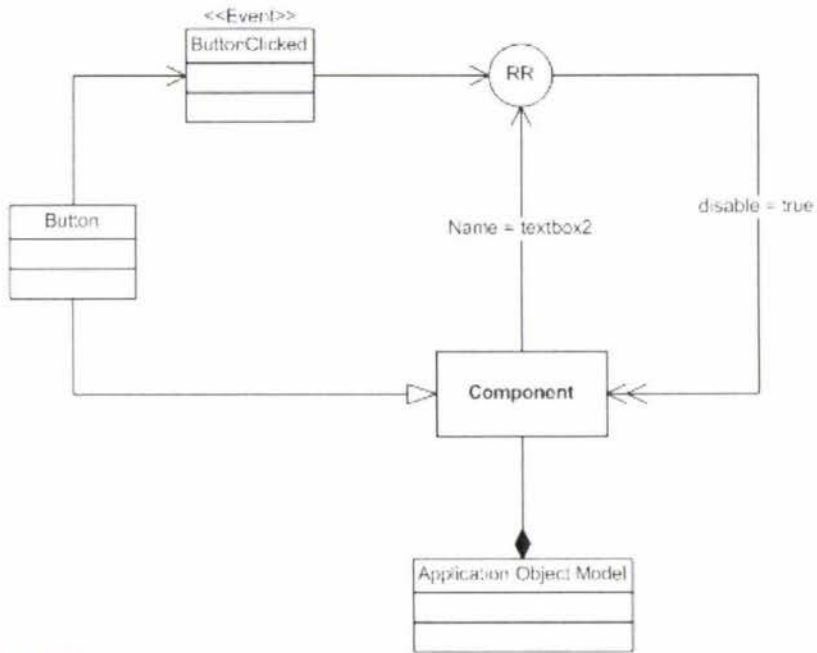 <<Event>>
ButtonClicked
RR
Button
Name = textbox2
disable = true
Component
Application Object Model